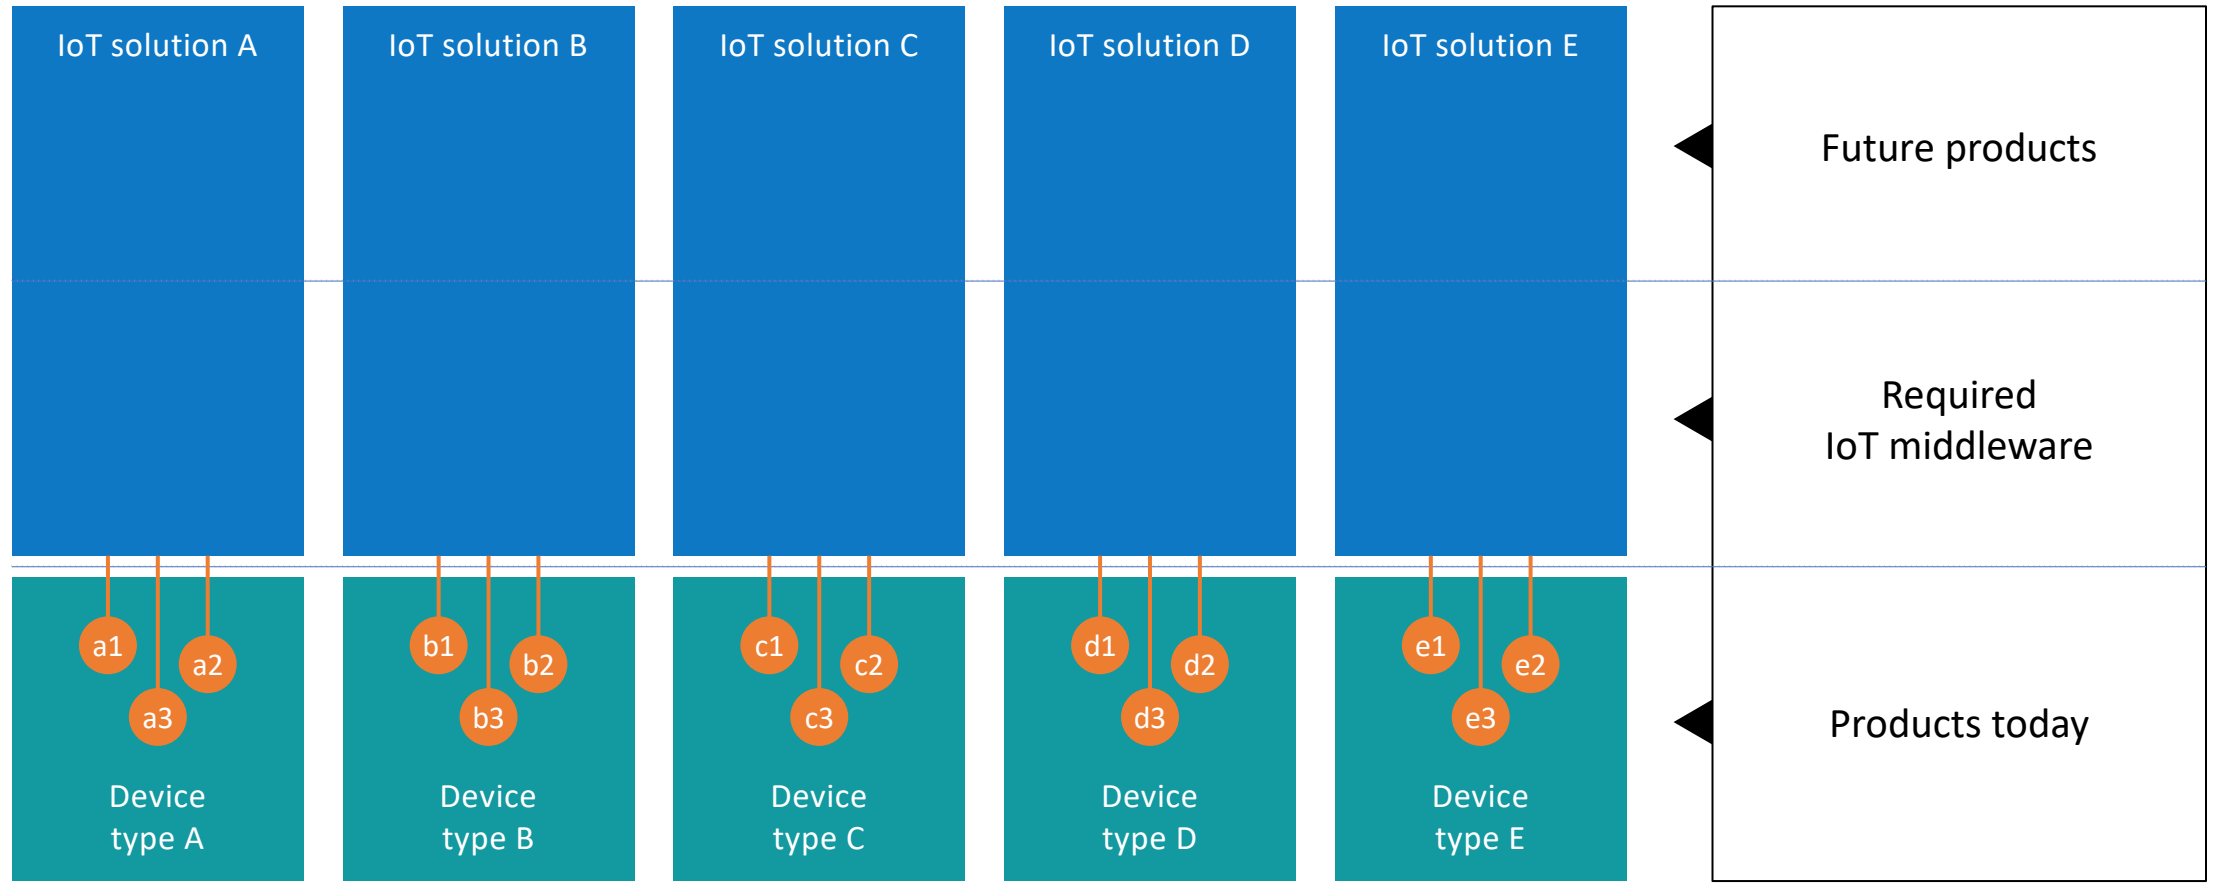 IoT solution A
IoT solution B
IoT solution C
IoT solution D
IoT solution E
Future products
Required
IoT middleware
a1
a2
a3
b1
b2
b3
c1
c2
c3
d1
d2
d3
e1
e2
e3
Products today
Device
type A
Device
type B
Device
type C
Device
type D
Device
type E